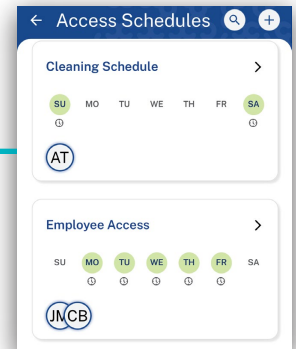 Access Schedules
Cleaning Schedule
SU MO TU WE TH FR SA
AT
Employee Access
SU MO TU WE TH FR SA
JM CB